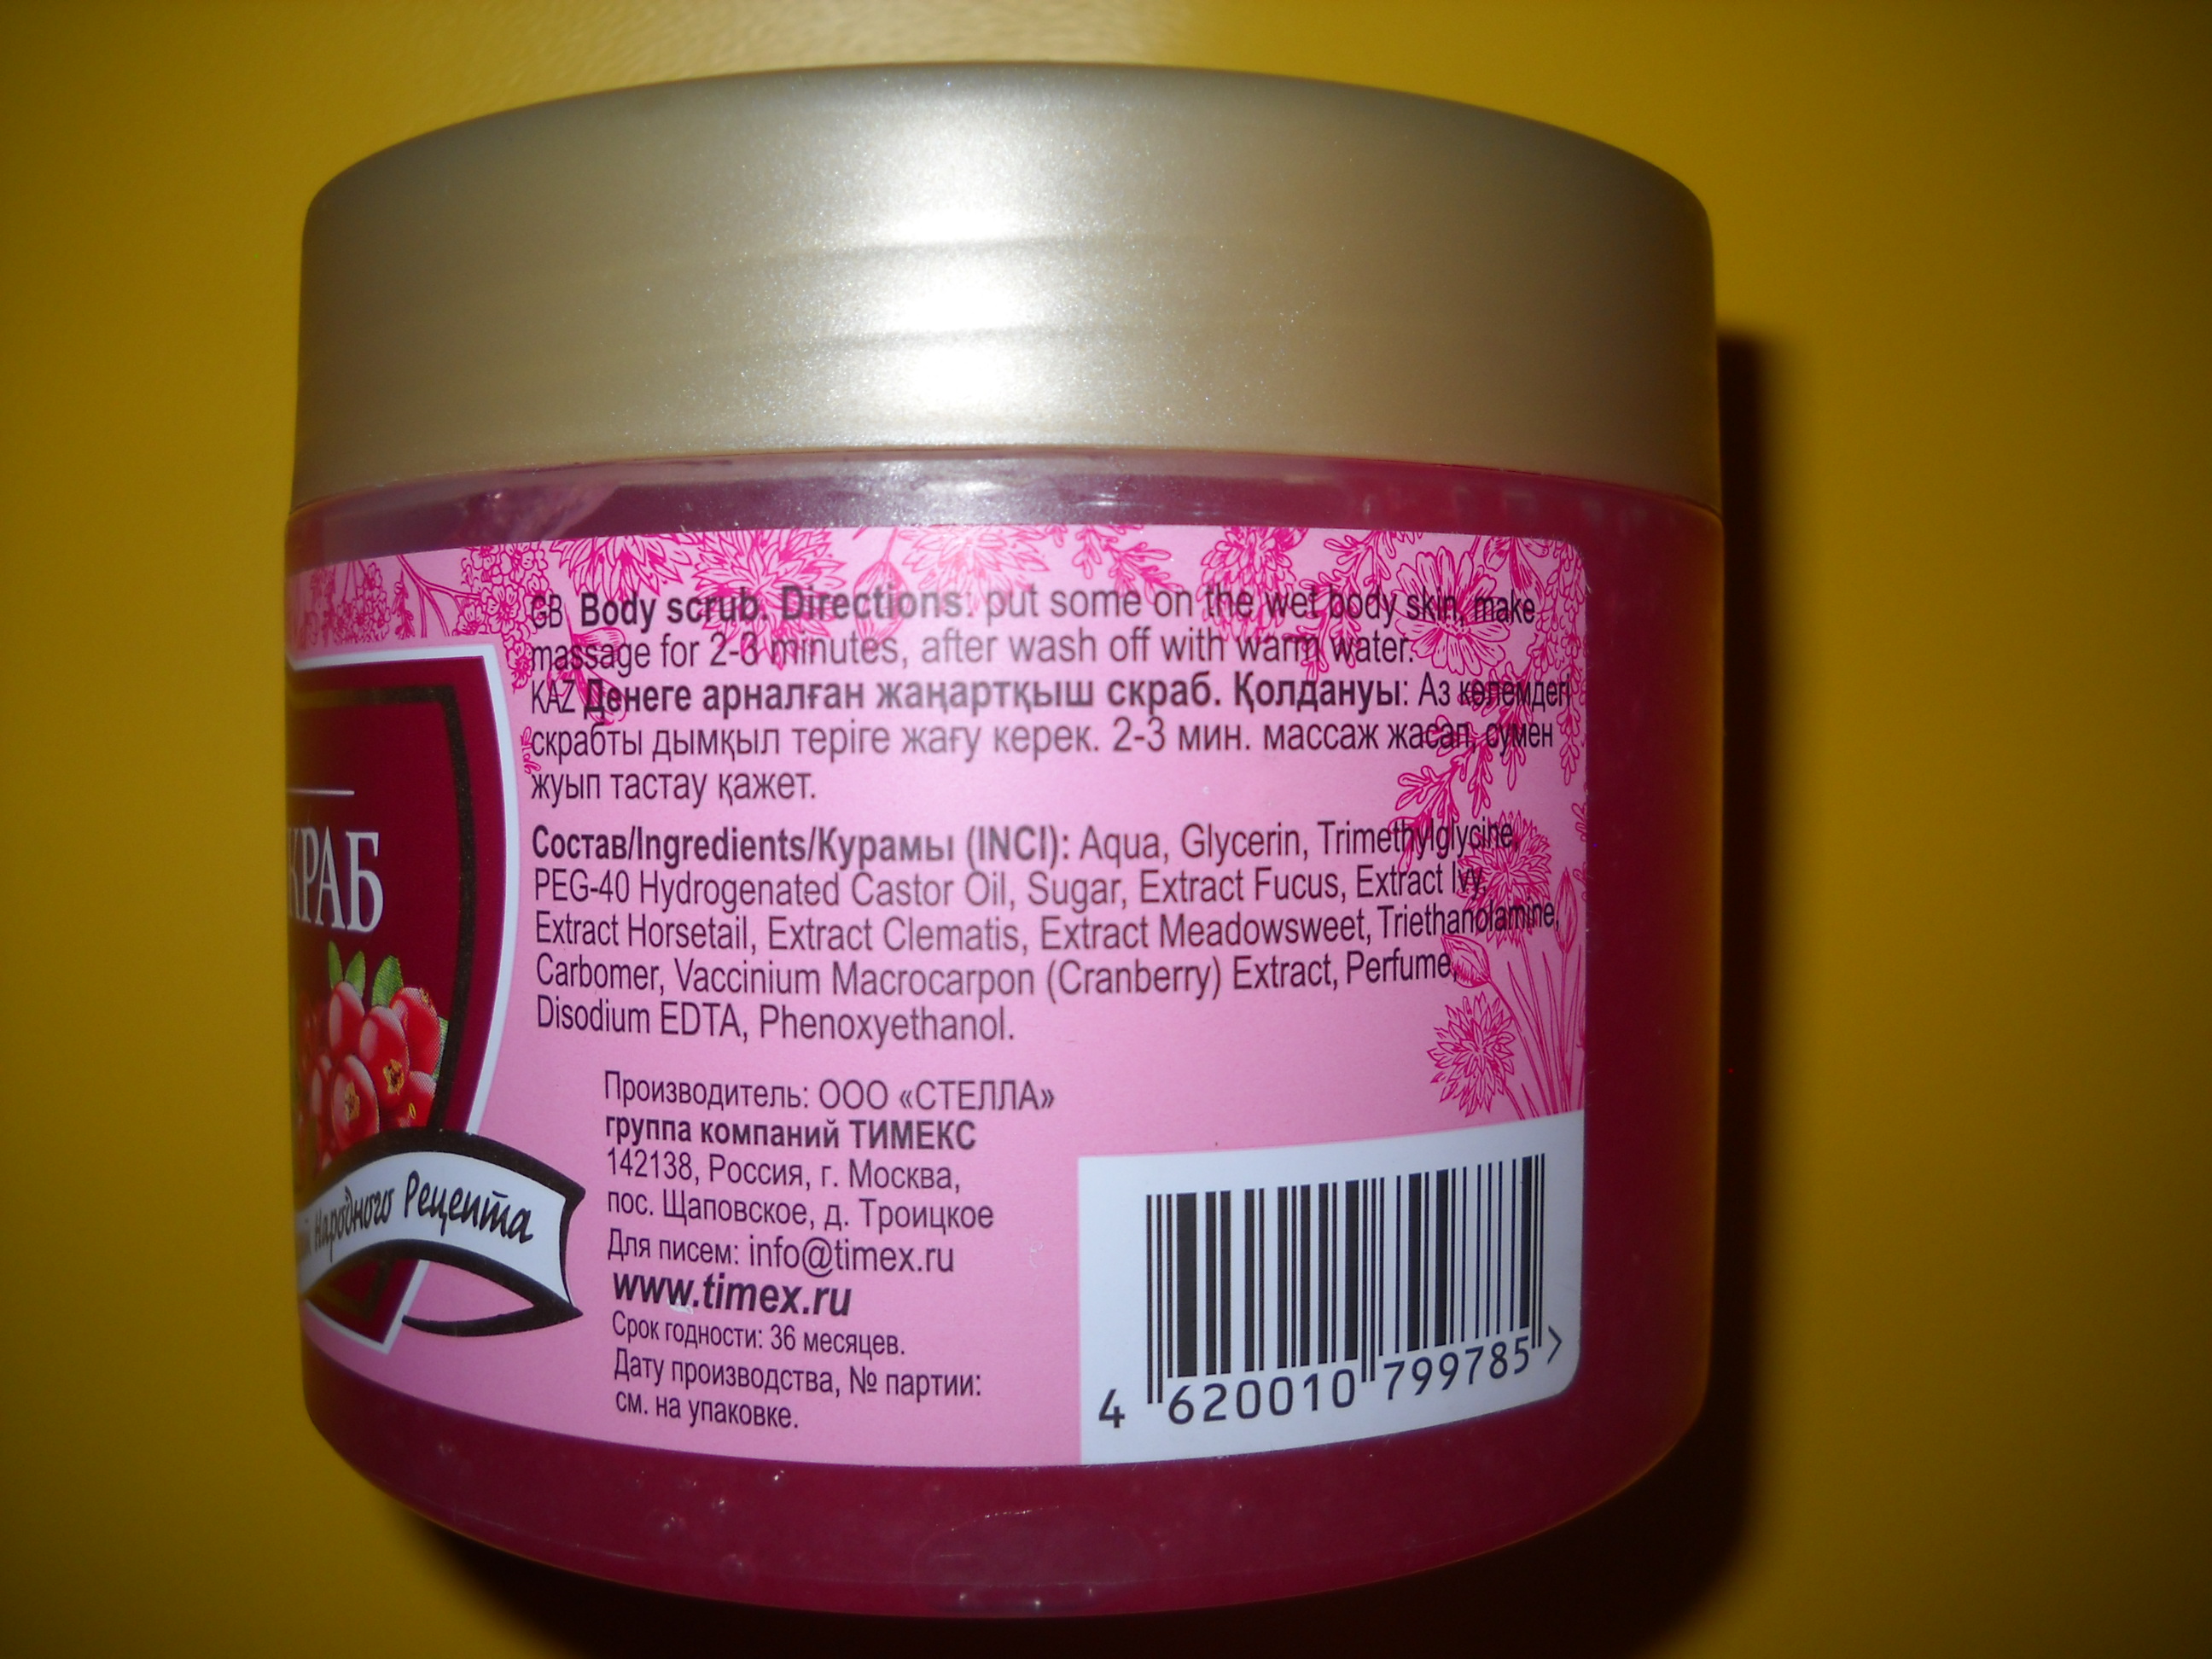 GB Body scrub. Directions: put some on the wet body skin, make
massage for 2-3 minutes, after wash off with warm water.
KAZ Денеге арналған жаңартқыш скраб. Қолдануы: Аз көлемдегі
скрабты дымқыл теріге жағу керек. 2-3 мин. массаж жасап, сумен
жуып тастау қажет.
Состав/Ingredients/Курамы (INCI): Aqua, Glycerin, Trimethylglycine,
PEG-40 Hydrogenated Castor Oil, Sugar, Extract Fucus, Extract Ivy,
Extract Horsetail, Extract Clematis, Extract Meadowsweet, Triethanolamine,
Carbomer, Vaccinium Macrocarpon (Cranberry) Extract, Perfume,
Disodium EDTA, Phenoxyethanol.
КРАБ
Народного Рецепта
Производитель: ООО «СТЕЛЛА»
группа компаний ТИМЕКС
142138, Россия, г. Москва,
пос. Щаповское, д. Троицкое
Для писем: info@timex.ru
www.timex.ru
Срок годности: 36 месяцев.
Дату производства, № партии:
см. на упаковке.
4 620010 799785 >